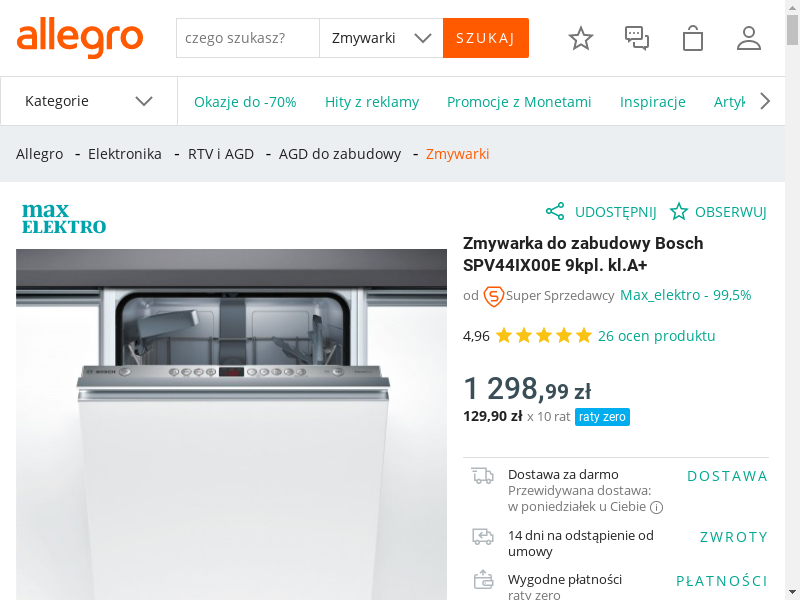 allegro
czego szukasz?
Zmywarki
SZUKAJ
Kategorie
Okazje do -70%
Hity z reklamy
Promocje z Monetami
Inspiracje
Artyk
Allegro - Elektronika - RTV i AGD - AGD do zabudowy - Zmywarki
max
ELEKTRO
UDOSTĘPNIJ
OBSERWUJ
Zmywarka do zabudowy Bosch
SPV44IX00E 9kpl. kl.A+
od Super Sprzedawcy Max_elektro - 99,5%
4,96 26 ocen produktu
1 298,99 zł
129,90 zł x 10 rat raty zero
Dostawa za darmo
Przewidywana dostawa:
w poniedziałek u Ciebie
DOSTAWA
14 dni na odstąpienie od
umowy
ZWROTY
Wygodne płatności
raty zero
PŁATNOŚCI
BOSCH